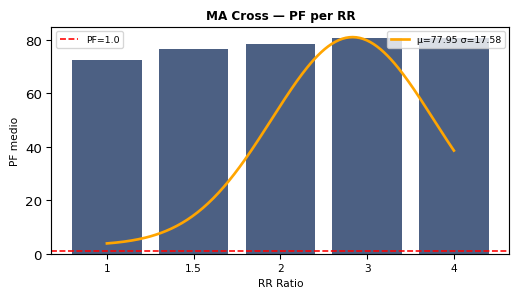 MA Cross — PF per RR
PF=1.0
μ=77.95 σ=17.58
PF medio
80
60
40
20
0
1 1.5 2 3 4
RR Ratio